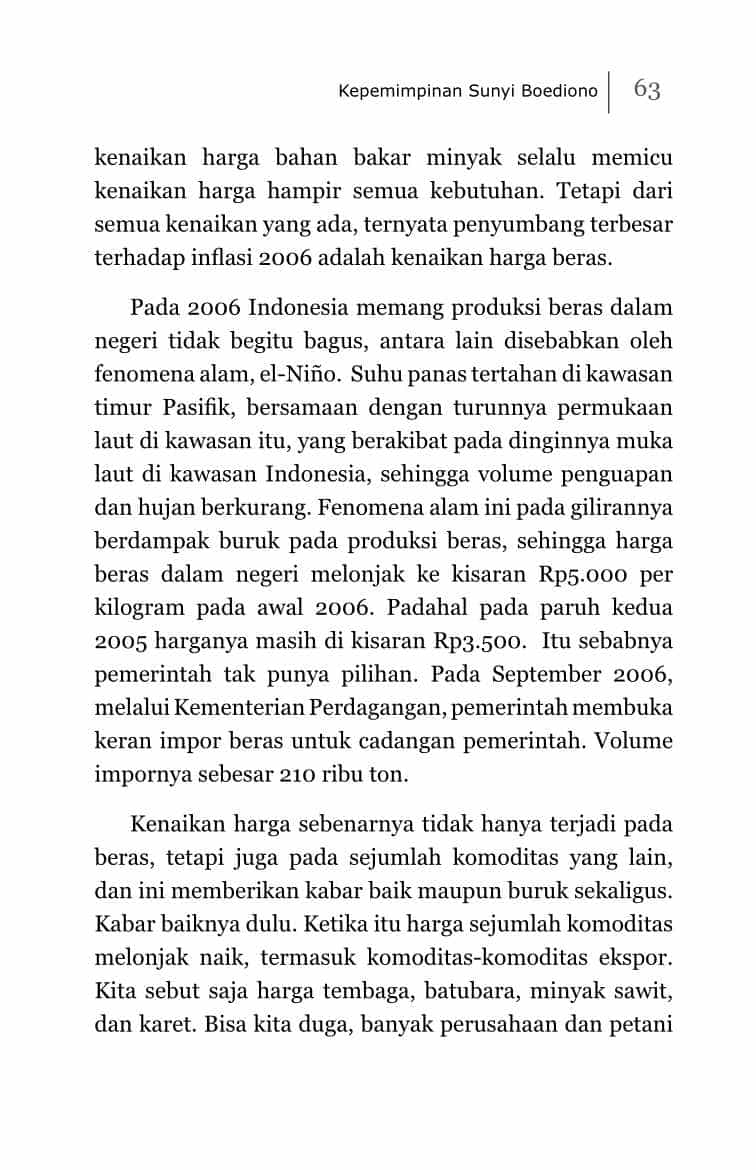 Kepemimpinan Sunyi Boediono 63
kenaikan harga bahan bakar minyak selalu memicu
kenaikan harga hampir semua kebutuhan. Tetapi dari
semua kenaikan yang ada, ternyata penyumbang terbesar
terhadap inflasi 2006 adalah kenaikan harga beras.
Pada 2006 Indonesia memang produksi beras dalam
negeri tidak begitu bagus, antara lain disebabkan oleh
fenomena alam, el-Niño. Suhu panas tertahan di kawasan
timur Pasifik, bersamaan dengan turunnya permukaan
laut di kawasan itu, yang berakibat pada dinginnya muka
laut di kawasan Indonesia, sehingga volume penguapan
dan hujan berkurang. Fenomena alam ini pada gilirannya
berdampak buruk pada produksi beras, sehingga harga
beras dalam negeri melonjak ke kisaran Rp5.000 per
kilogram pada awal 2006. Padahal pada paruh kedua
2005 harganya masih di kisaran Rp3.500. Itu sebabnya
pemerintah tak punya pilihan. Pada September 2006,
melalui Kementerian Perdagangan, pemerintah membuka
keran impor beras untuk cadangan pemerintah. Volume
impornya sebesar 210 ribu ton.
Kenaikan harga sebenarnya tidak hanya terjadi pada
beras, tetapi juga pada sejumlah komoditas yang lain,
dan ini memberikan kabar baik maupun buruk sekaligus.
Kabar baiknya dulu. Ketika itu harga sejumlah komoditas
melonjak naik, termasuk komoditas-komoditas ekspor.
Kita sebut saja harga tembaga, batubara, minyak sawit,
dan karet. Bisa kita duga, banyak perusahaan dan petani